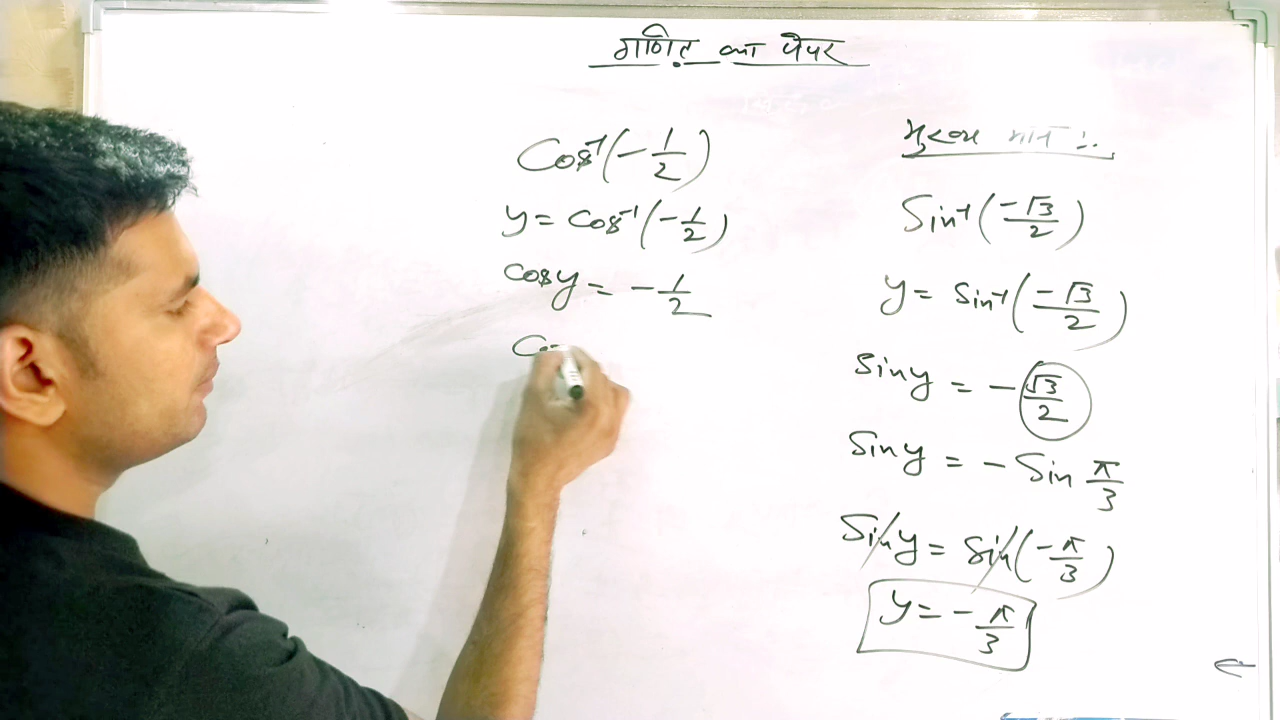 गणित का पेपर
Cos⁻¹(-1/2)
y = Cos⁻¹(-1/2)
Cosy = -1/2
Co
मुख्य मान :.
Sin⁻¹(-√3/2)
y = Sin⁻¹(-√3/2)
Siny = -√3/2
Siny = - Sin π/3
Siny = Sin(-π/3)
y = -π/3